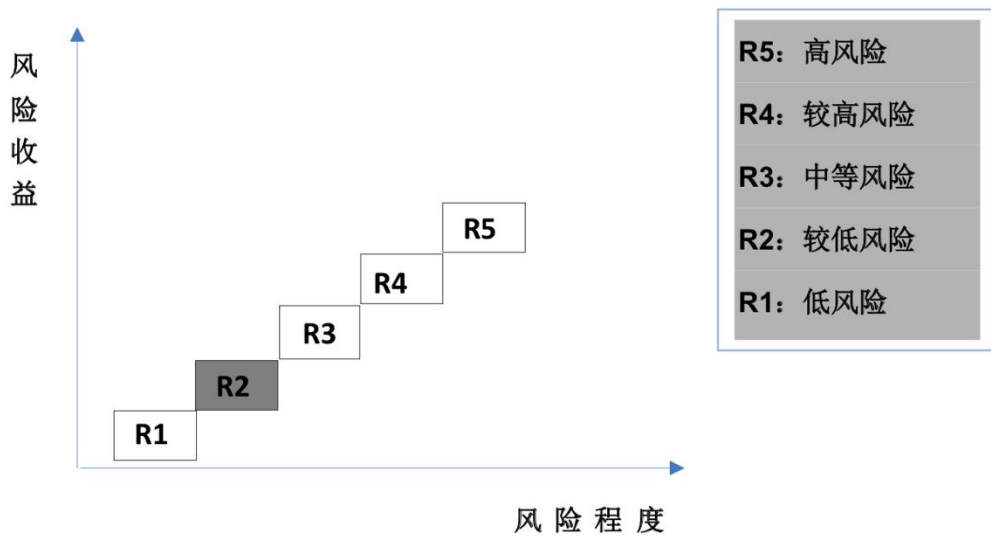 风险收益
R5
R4
R3
R2
R1
风险程度
R5：高风险
R4：较高风险
R3：中等风险
R2：较低风险
R1：低风险